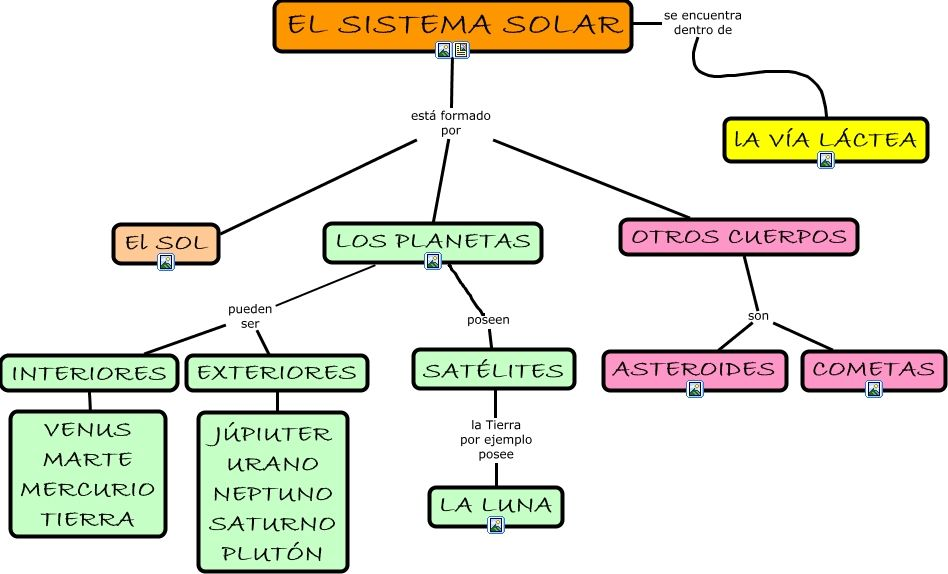 EL SISTEMA SOLAR
se encuentra
dentro de
lA VÍA LÁCTEA
está formado
por
El SOL
LOS PLANETAS
OTROS CUERPOS
pueden
ser
poseen
son
INTERIORES
EXTERIORES
SATÉLITES
ASTEROIDES
COMETAS
VENUS
MARTE
MERCURIO
TIERRA
JÚPIUTER
URANO
NEPTUNO
SATURNO
PLUTÓN
la Tierra
por ejemplo
posee
LA LUNA